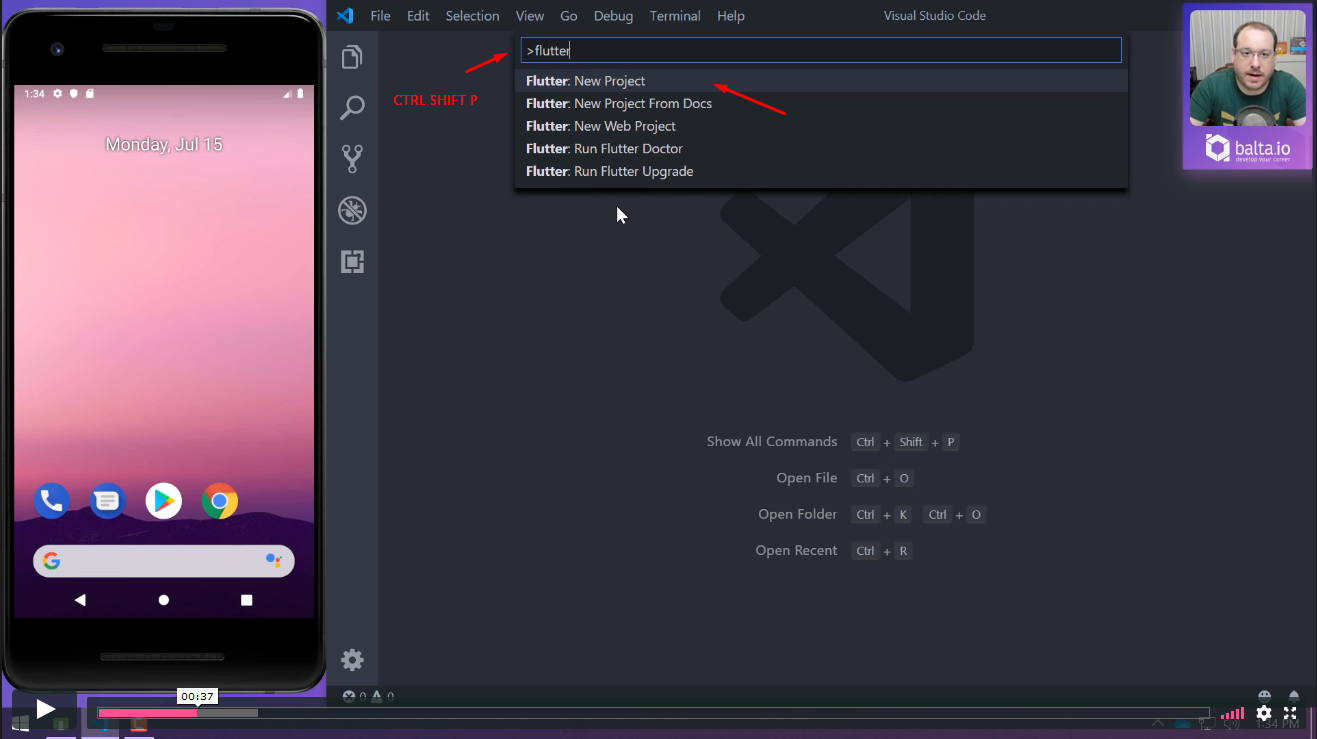 File Edit Selection View Go Debug Terminal Help
Visual Studio Code
>flutter
Flutter: New Project
Flutter: New Project From Docs
Flutter: New Web Project
Flutter: Run Flutter Doctor
Flutter: Run Flutter Upgrade
CTRL SHIFT P
1:34
Monday, Jul 15
balta.io
develop your career
Show All Commands Ctrl + Shift + P
Open File Ctrl + O
Open Folder Ctrl + K Ctrl + O
Open Recent Ctrl + R
0 0
00:37
1:34 PM